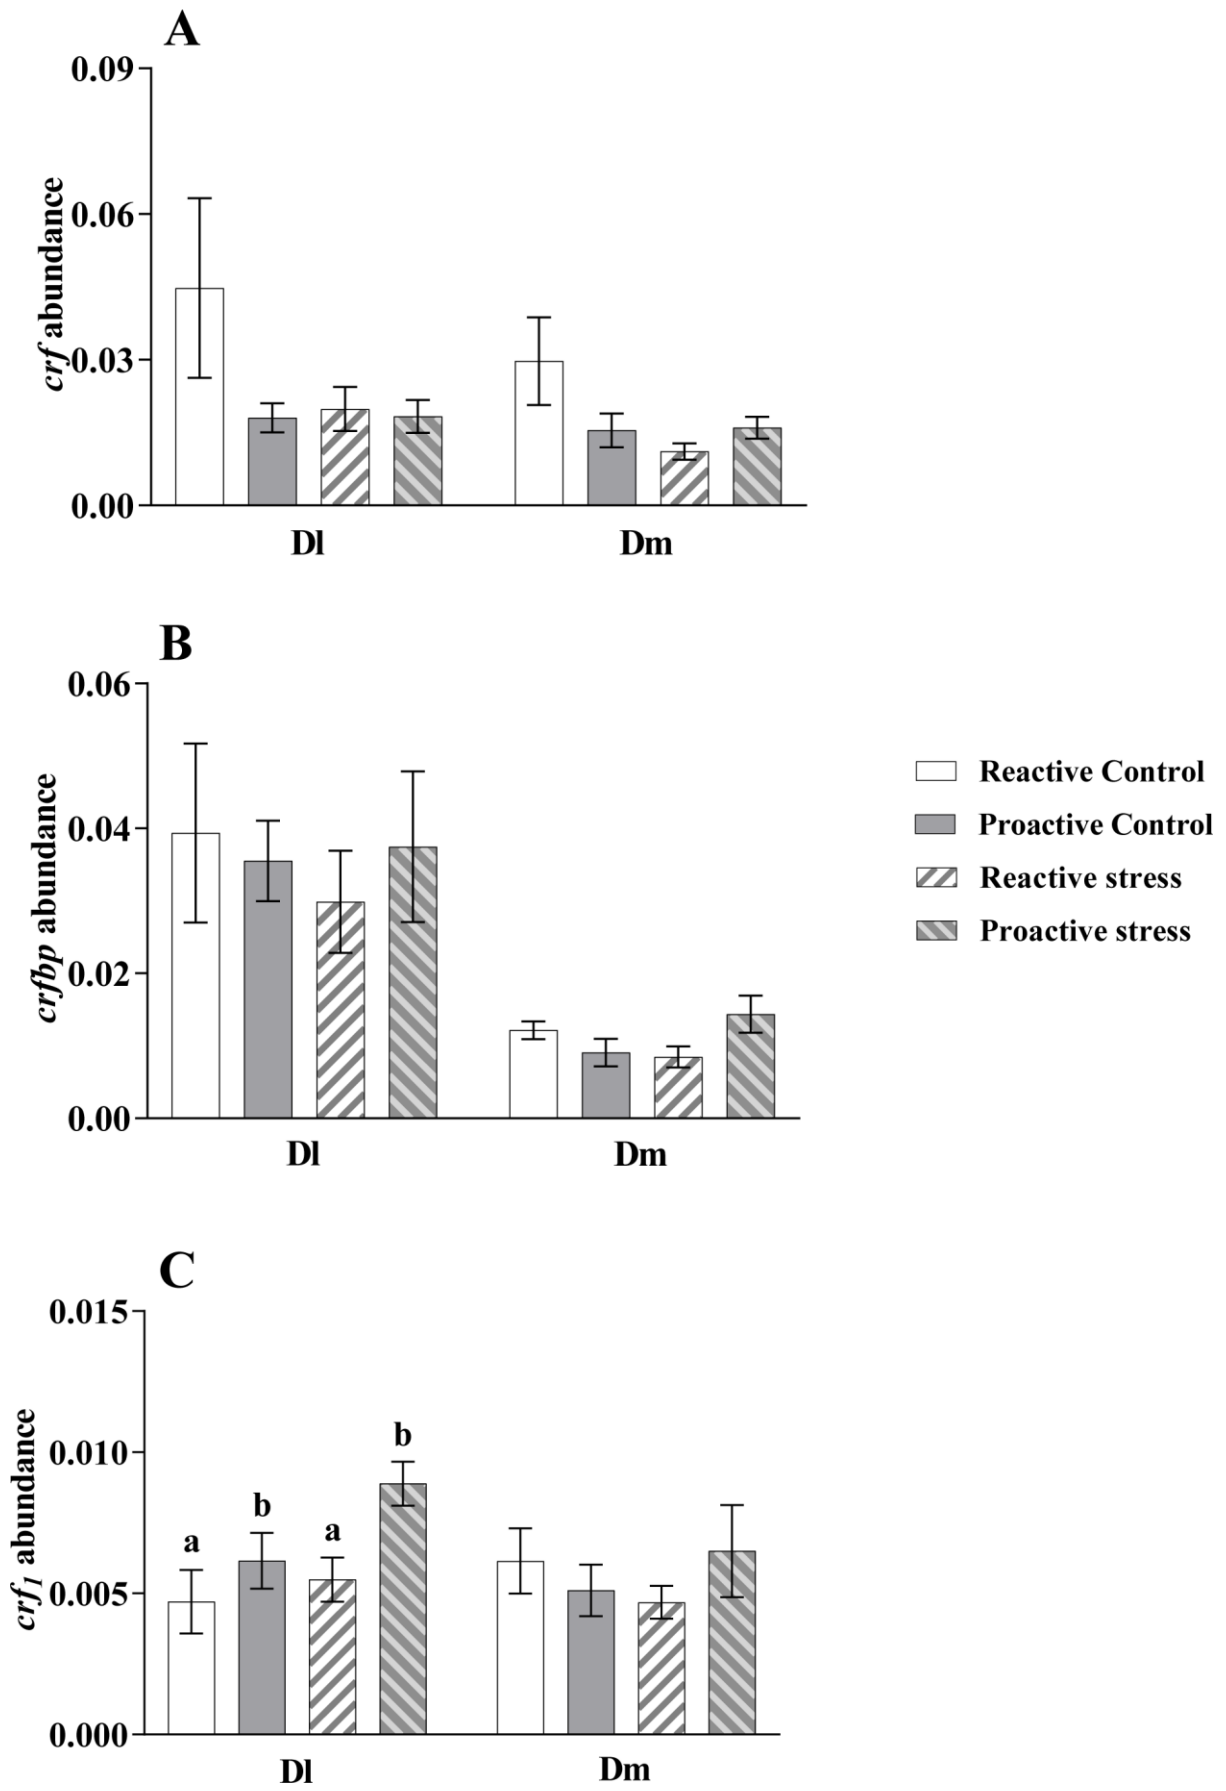 A
0.09
0.06
0.03
0.00
crf abundance
Dl Dm
B
0.06
0.04
0.02
0.00
crfbp abundance
Dl Dm
Reactive Control
Proactive Control
Reactive stress
Proactive stress
C
0.015
0.010
0.005
0.000
crf1 abundance
a b a b
Dl Dm